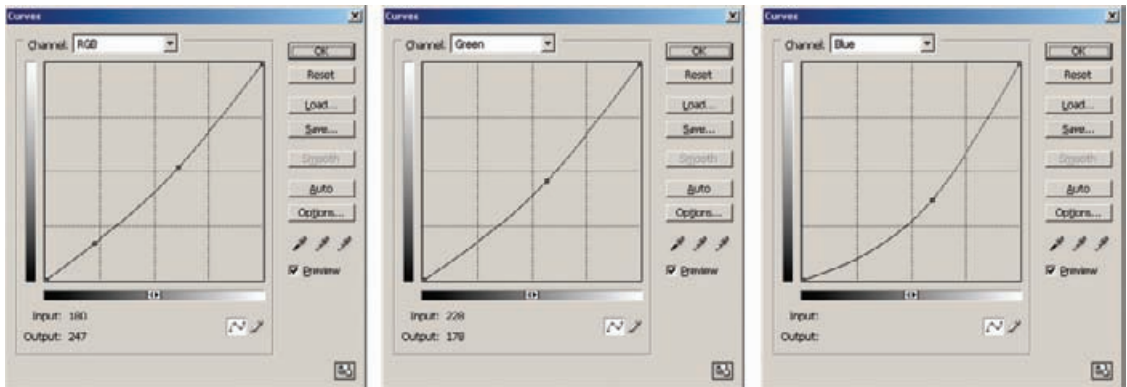 Curves
Channel: RGB
OK
Reset
Load...
Save...
Smooth
Auto
Options...
Preview
Input: 180
Output: 247
Curves
Channel: Green
OK
Reset
Load...
Save...
Smooth
Auto
Options...
Preview
Input: 228
Output: 178
Curves
Channel: Blue
OK
Reset
Load...
Save...
Smooth
Auto
Options...
Preview
Input:
Output: